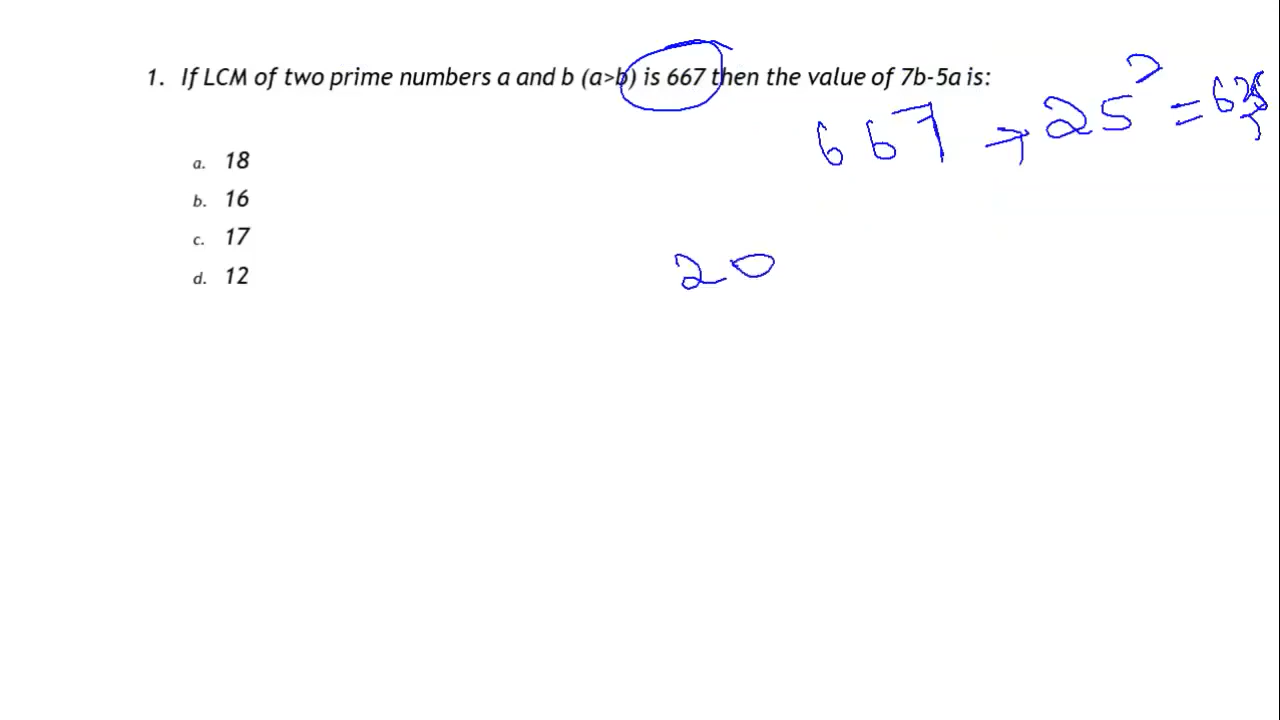 1. If LCM of two prime numbers a and b (a>b) is 667 then the value of 7b-5a is:
667 → 25² = 625
a. 18
b. 16
c. 17
d. 12
20